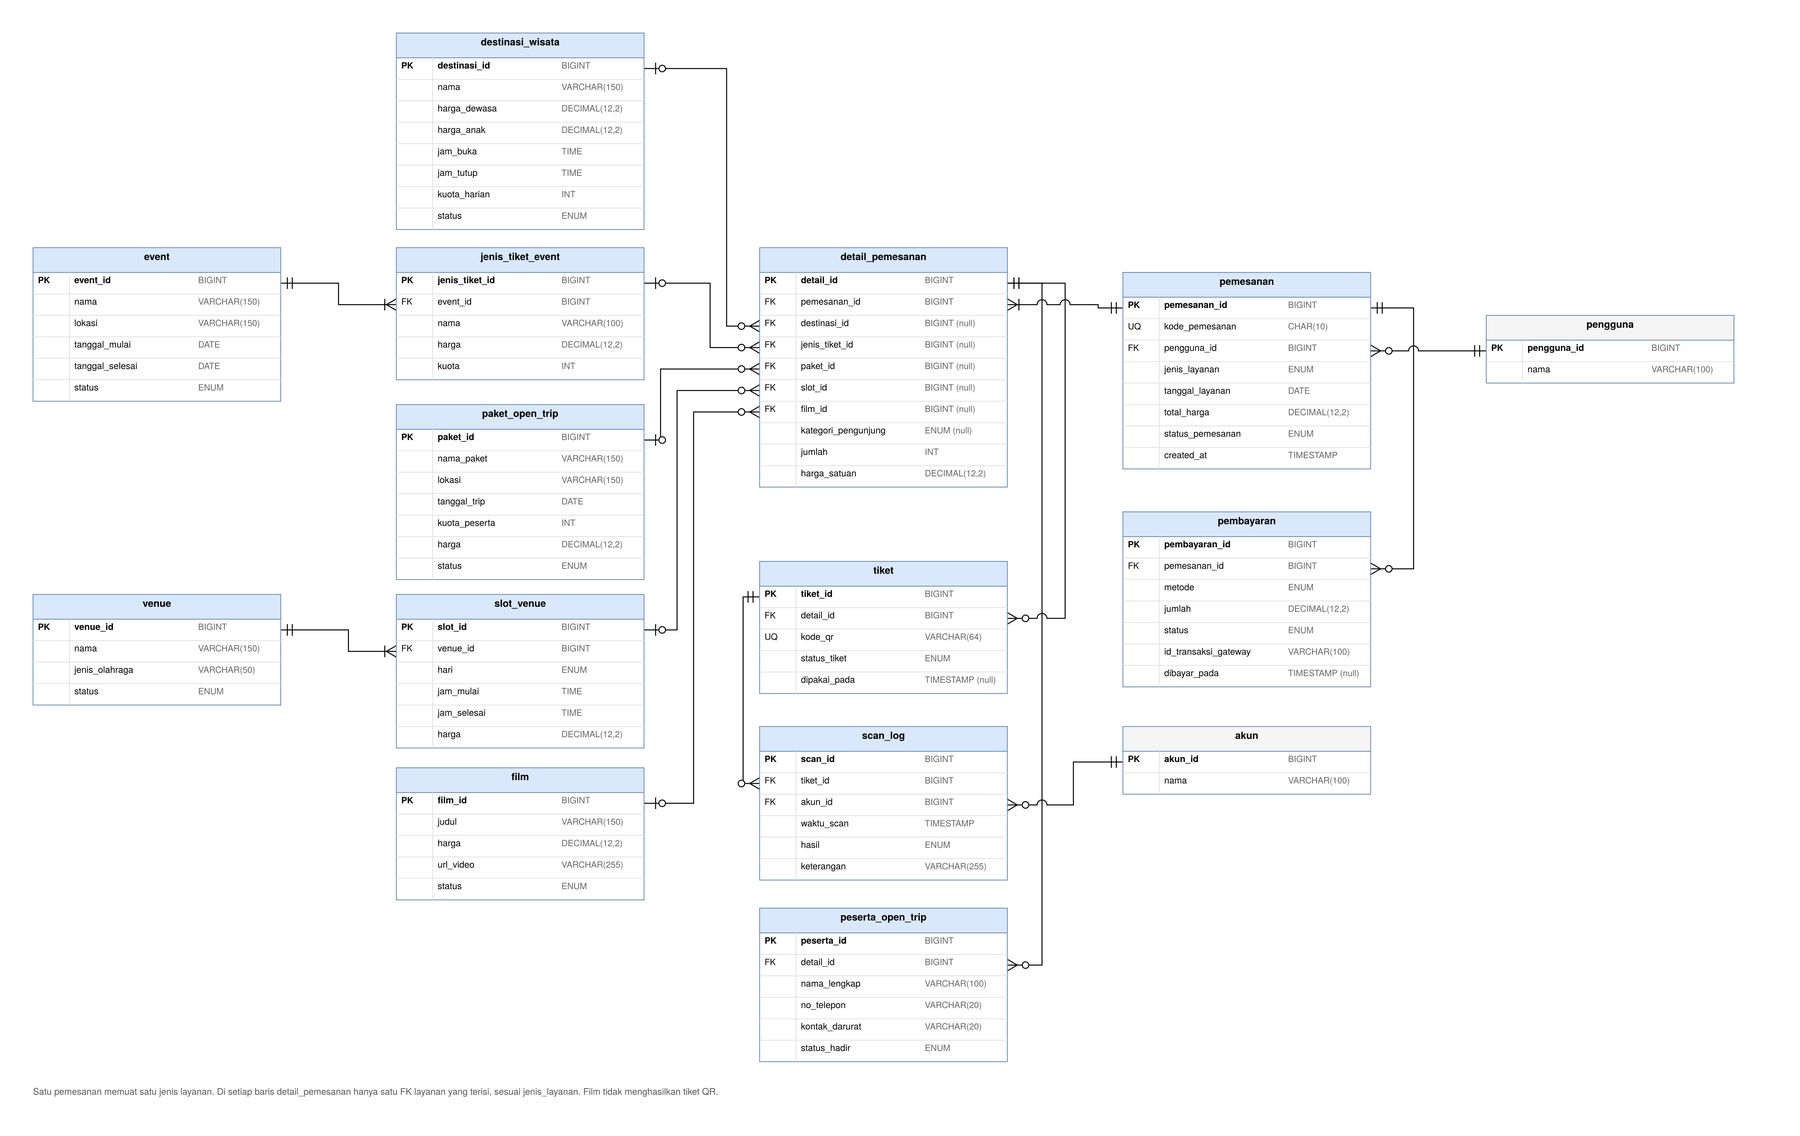 destinasi_wisata
PK destinasi_id BIGINT
nama VARCHAR(150)
harga_dewasa DECIMAL(12,2)
harga_anak DECIMAL(12,2)
jam_buka TIME
jam_tutup TIME
kuota_harian INT
status ENUM
event
PK event_id BIGINT
nama VARCHAR(150)
lokasi VARCHAR(150)
tanggal_mulai DATE
tanggal_selesai DATE
status ENUM
jenis_tiket_event
PK jenis_tiket_id BIGINT
FK event_id BIGINT
nama VARCHAR(100)
harga DECIMAL(12,2)
kuota INT
detail_pemesanan
PK detail_id BIGINT
FK pemesanan_id BIGINT
FK destinasi_id BIGINT (null)
FK jenis_tiket_id BIGINT (null)
FK paket_id BIGINT (null)
FK slot_id BIGINT (null)
FK film_id BIGINT (null)
kategori_pengunjung ENUM (null)
jumlah INT
harga_satuan DECIMAL(12,2)
pemesanan
PK pemesanan_id BIGINT
UQ kode_pemesanan CHAR(10)
FK pengguna_id BIGINT
jenis_layanan ENUM
tanggal_layanan DATE
total_harga DECIMAL(12,2)
status_pemesanan ENUM
created_at TIMESTAMP
pengguna
PK pengguna_id BIGINT
nama VARCHAR(100)
paket_open_trip
PK paket_id BIGINT
nama_paket VARCHAR(150)
lokasi VARCHAR(150)
tanggal_trip DATE
kuota_peserta INT
harga DECIMAL(12,2)
status ENUM
pembayaran
PK pembayaran_id BIGINT
FK pemesanan_id BIGINT
metode ENUM
jumlah DECIMAL(12,2)
status ENUM
id_transaksi_gateway VARCHAR(100)
dibayar_pada TIMESTAMP (null)
tiket
PK tiket_id BIGINT
FK detail_id BIGINT
UQ kode_qr VARCHAR(64)
status_tiket ENUM
dipakai_pada TIMESTAMP (null)
venue
PK venue_id BIGINT
nama VARCHAR(150)
jenis_olahraga VARCHAR(50)
status ENUM
slot_venue
PK slot_id BIGINT
FK venue_id BIGINT
hari ENUM
jam_mulai TIME
jam_selesai TIME
harga DECIMAL(12,2)
scan_log
PK scan_id BIGINT
FK tiket_id BIGINT
FK akun_id BIGINT
waktu_scan TIMESTAMP
hasil ENUM
keterangan VARCHAR(255)
akun
PK akun_id BIGINT
nama VARCHAR(100)
film
PK film_id BIGINT
judul VARCHAR(150)
harga DECIMAL(12,2)
url_video VARCHAR(255)
status ENUM
peserta_open_trip
PK peserta_id BIGINT
FK detail_id BIGINT
nama_lengkap VARCHAR(100)
no_telepon VARCHAR(20)
kontak_darurat VARCHAR(20)
status_hadir ENUM
Satu pemesanan memuat satu jenis layanan. Di setiap baris detail_pemesanan hanya satu FK layanan yang terisi, sesuai jenis_layanan. Film tidak menghasilkan tiket QR.